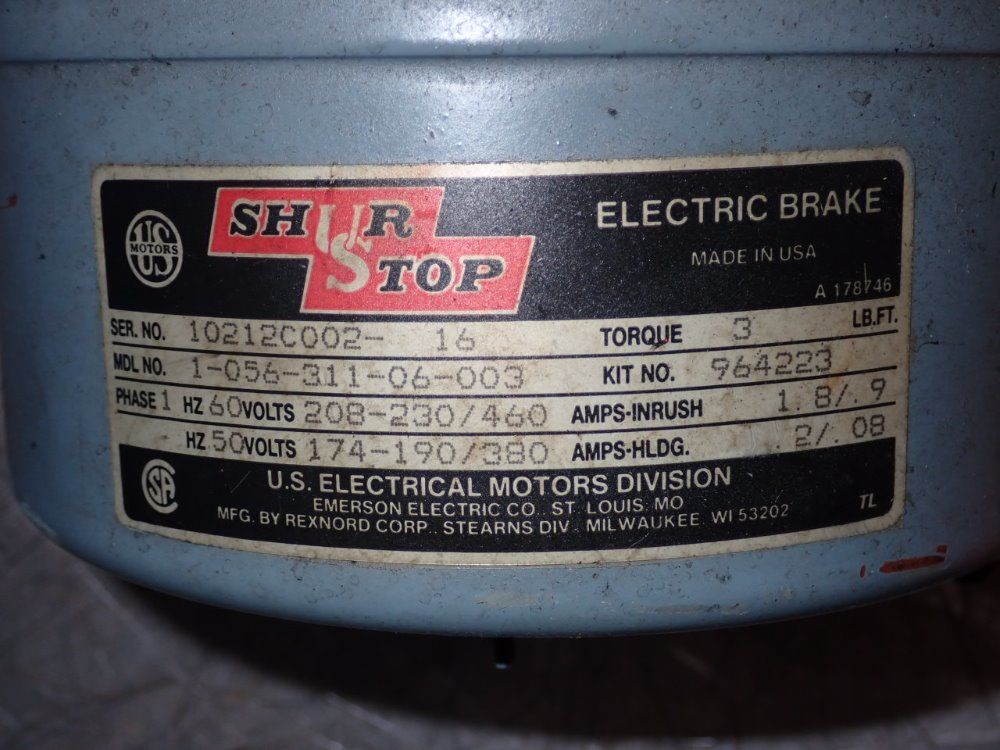 US MOTORS
SHUR STOP
ELECTRIC BRAKE
MADE IN USA
A 178746
SER. NO. 10212C002- 16 TORQUE 3 LB.FT.
MDL NO. 1-056-311-06-003 KIT NO. 964223
PHASE 1 HZ 60 VOLTS 208-230/460 AMPS-INRUSH 1.8/.9
HZ 50 VOLTS 174-190/380 AMPS-HLDG. .2/.08
SA
U.S. ELECTRICAL MOTORS DIVISION
EMERSON ELECTRIC CO. ST. LOUIS. MO
MFG. BY REXNORD CORP.. STEARNS DIV. MILWAUKEE WI 53202
TL